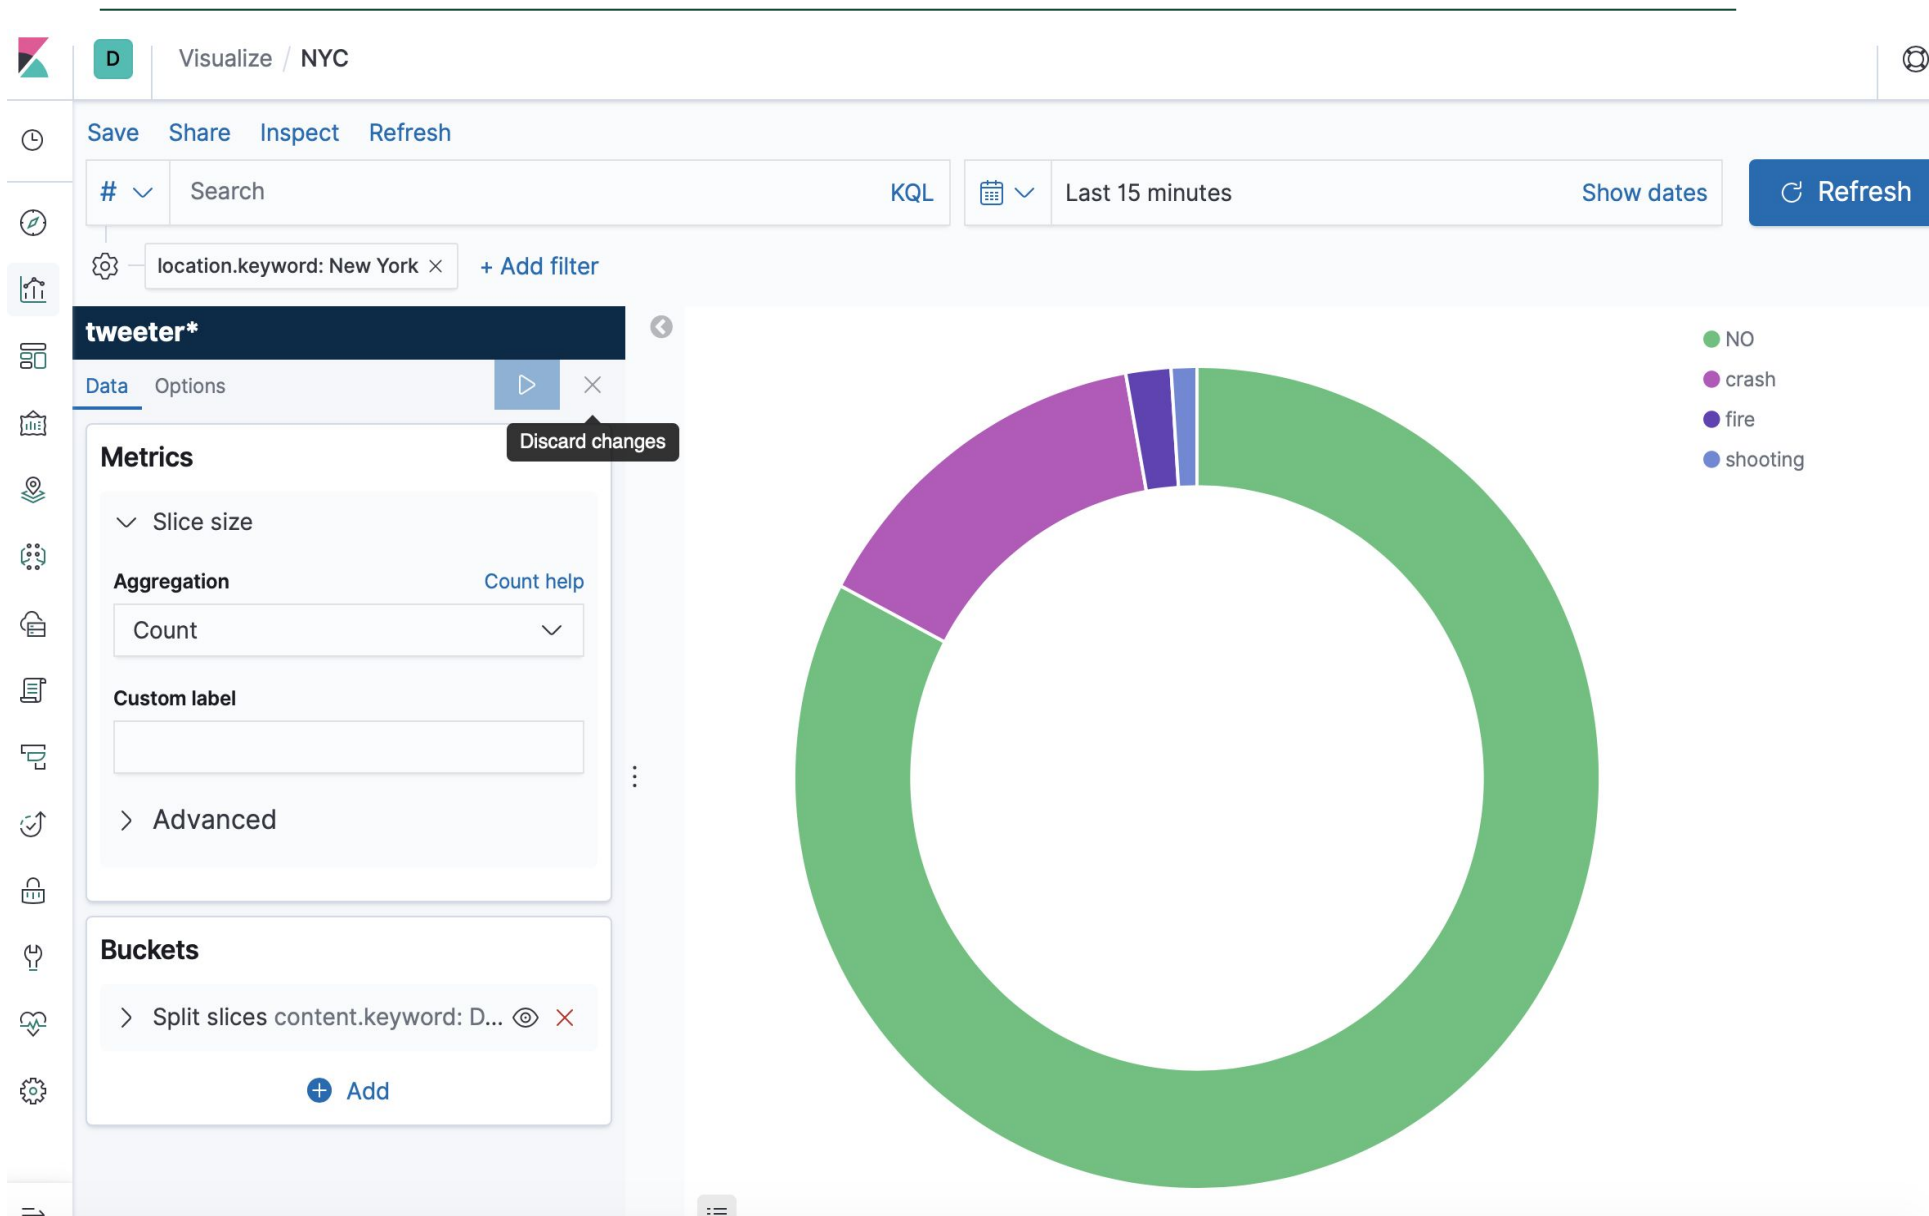 D
Visualize / NYC
Save Share Inspect Refresh
# Search KQL Last 15 minutes Show dates Refresh
location.keyword: New York × + Add filter
tweeter*
Data Options
Discard changes
Metrics
Slice size
Aggregation Count help
Count
Custom label
Advanced
Buckets
Split slices content.keyword: D...
Add
NO
crash
fire
shooting